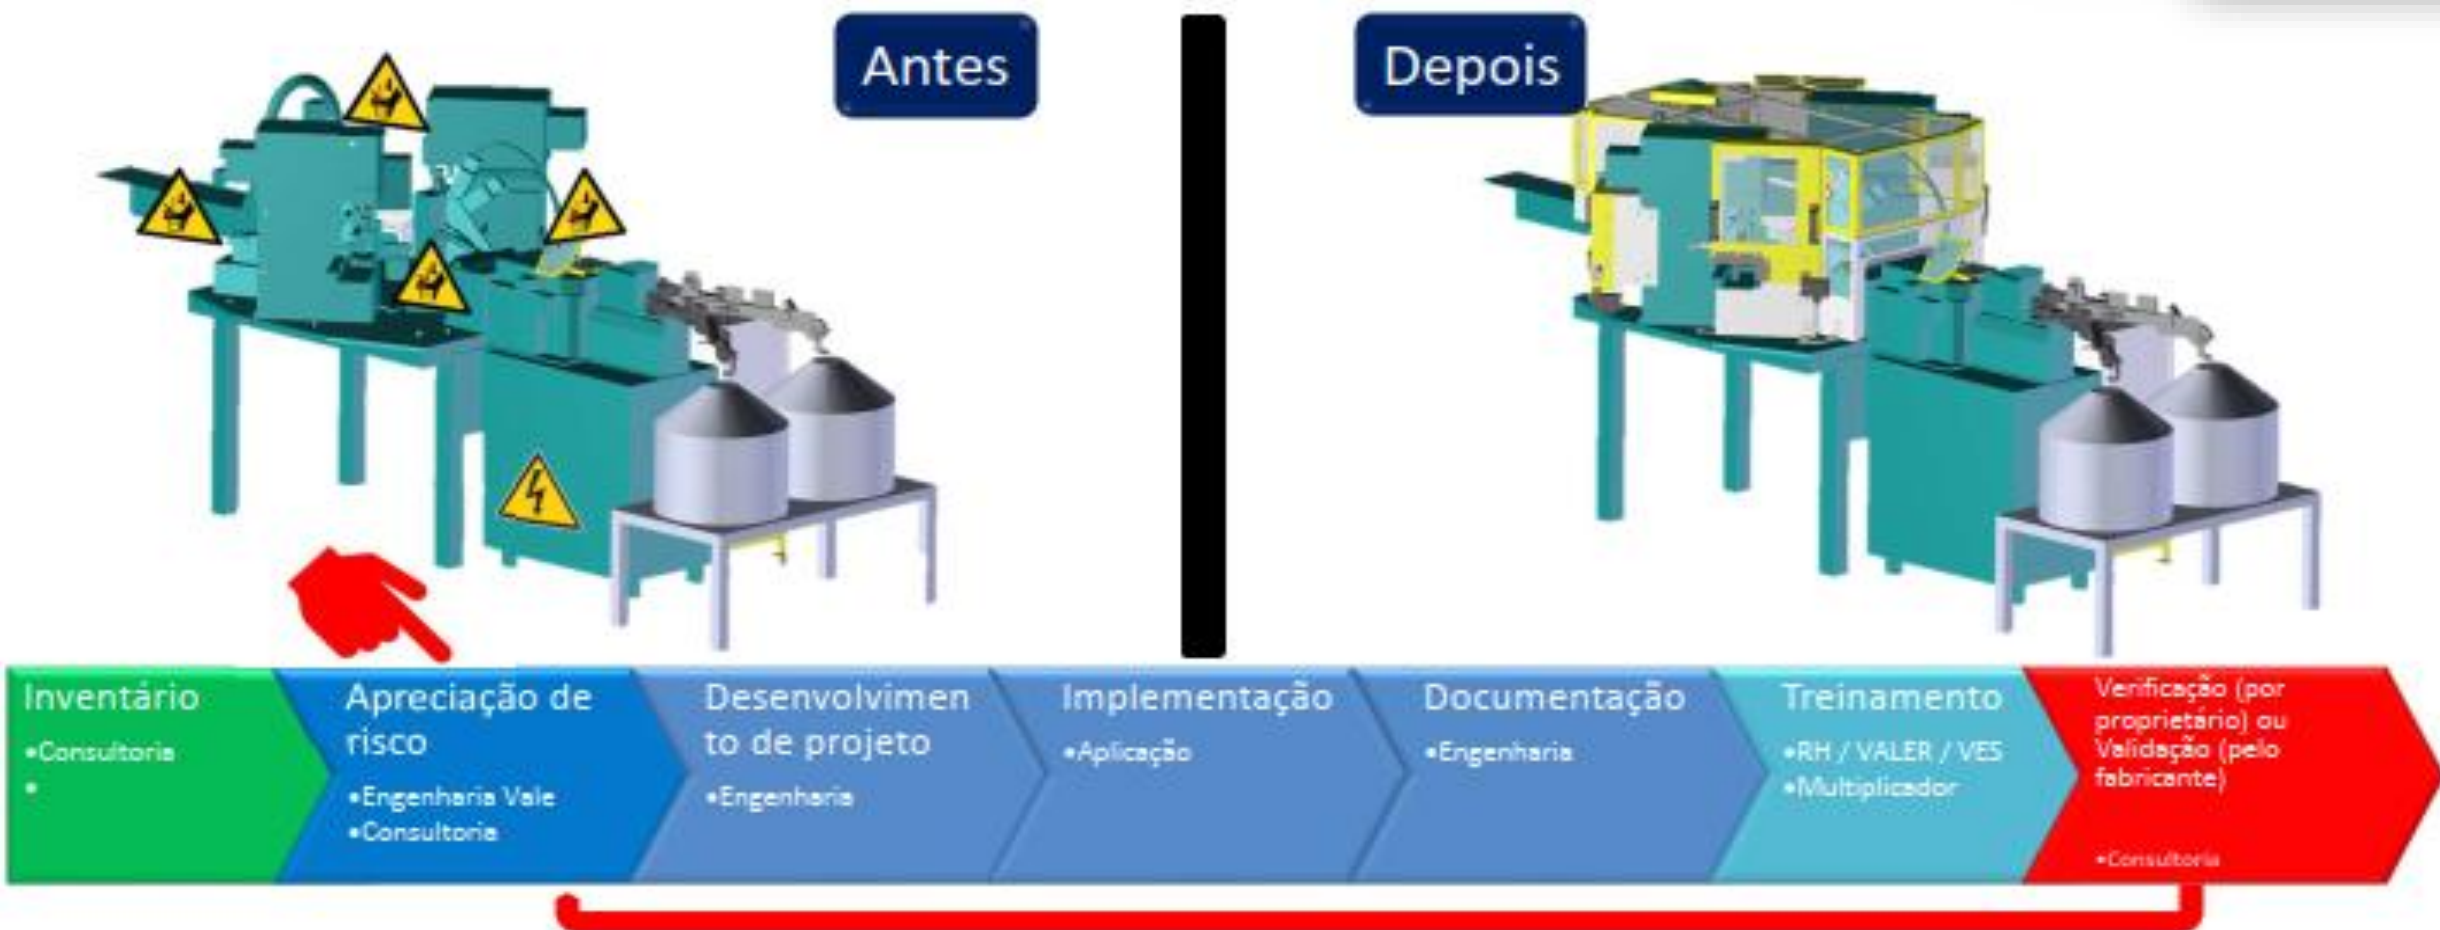 Antes
Depois
Inventário
•Consultoria
•
Apreciação de
risco
•Engenharia Vale
•Consultoria
Desenvolvimen
to de projeto
•Engenharia
Implementação
•Aplicação
Documentação
•Engenharia
Treinamento
•RH / VALER / VES
•Multiplicador
Verificação (por
proprietário) ou
Validação (pelo
fabricante)
•Consultoria